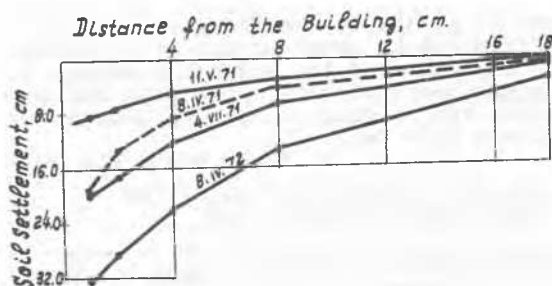 Distance from the Building, cm.
4 8 12 16 18
Soil Settlement, cm
8.0
16.0
24.0
32.0
11.V.71
8.IV.71
4.VII.71
8.IV.72